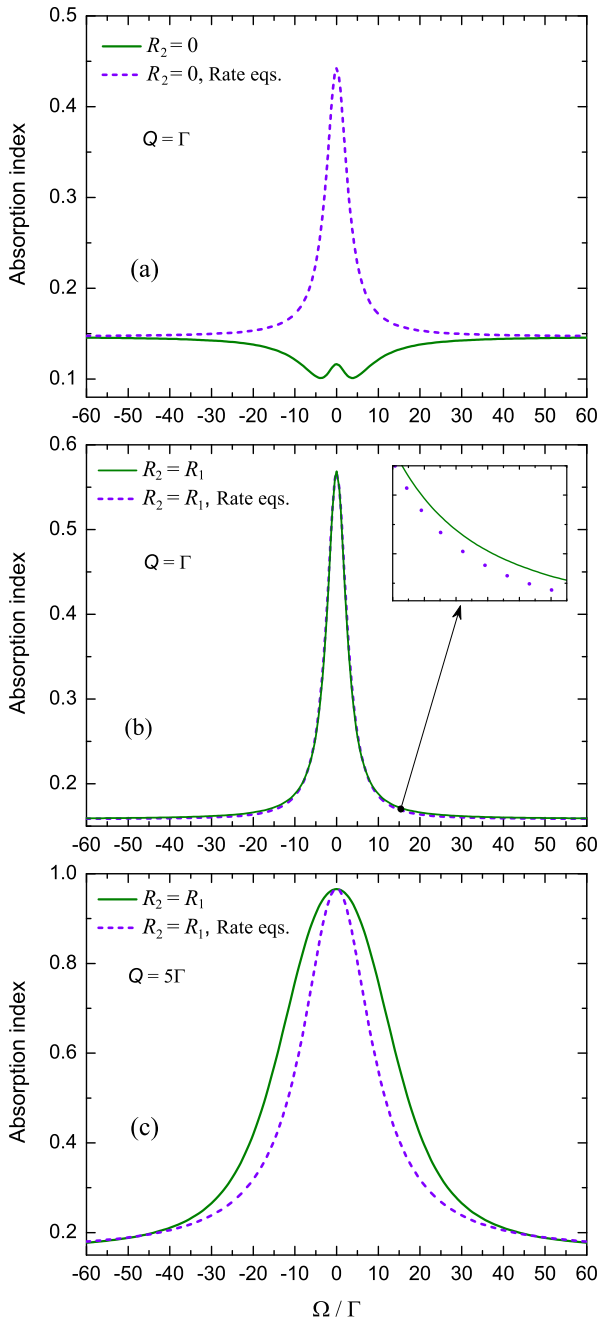 0.5
R₂ = 0
R₂ = 0, Rate eqs.
0.4
Q = Γ
0.3
Absorption index
(a)
0.2
0.1
-60 -50 -40 -30 -20 -10 0 10 20 30 40 50 60
0.6
R₂ = R₁
R₂ = R₁, Rate eqs.
0.5
Q = Γ
0.4
Absorption index
0.3
(b)
0.2
-60 -50 -40 -30 -20 -10 0 10 20 30 40 50 60
1.0
R₂ = R₁
R₂ = R₁, Rate eqs.
0.8
Q = 5Γ
0.6
Absorption index
0.4
(c)
0.2
-60 -50 -40 -30 -20 -10 0 10 20 30 40 50 60
Ω / Γ